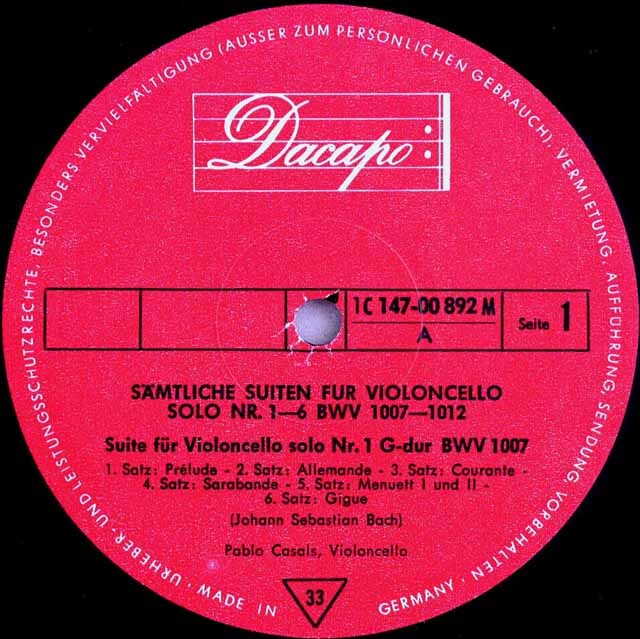 URHEBER- UND LEISTUNGSSCHUTZRECHTE, BESONDERS VERVIELFÄLTIGUNG (AUSSER ZUM PERSÖNLICHEN GEBRAUCH), VERMIETUNG, AUFFÜHRUNG, SENDUNG VORBEHALTEN
Dacapo
1C 147-00 892 M
A
Seite 1
SÄMTLICHE SUITEN FUR VIOLONCELLO
SOLO NR. 1—6 BWV 1007—1012
Suite für Violoncello solo Nr. 1 G-dur BWV 1007
1. Satz: Prélude - 2. Satz: Allemande - 3. Satz: Courante -
4. Satz: Sarabande - 5. Satz: Menuett I und II -
6. Satz: Gigue
(Johann Sebastian Bach)
Pablo Casals, Violoncello
33
MADE IN GERMANY